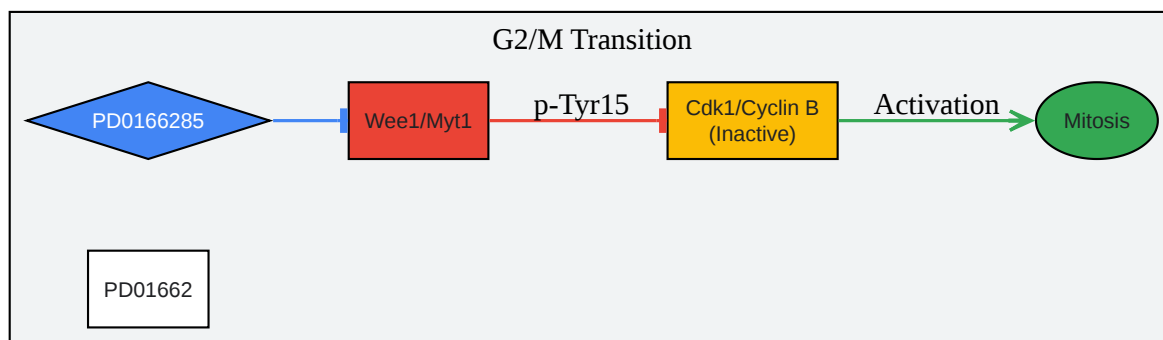 G2/M Transition
PD0166285
Wee1/Myt1
p-Tyr15
Cdk1/Cyclin B
(Inactive)
Activation
Mitosis
PD01662